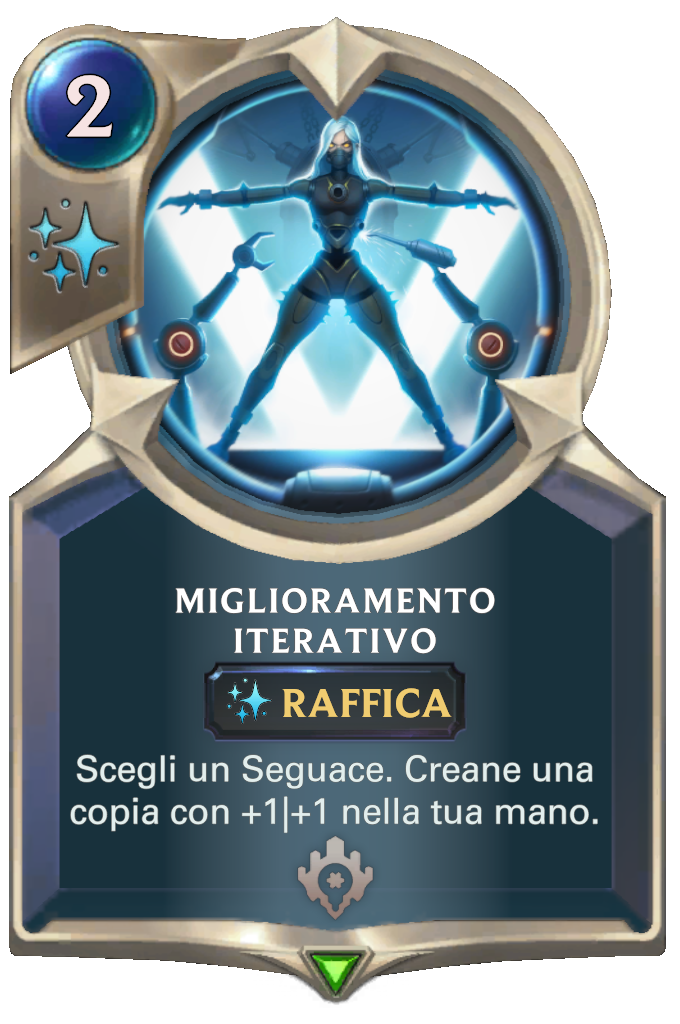 2
MIGLIORAMENTO
ITERATIVO
RAFFICA
Scegli un Seguace. Creane una
copia con +1|+1 nella tua mano.